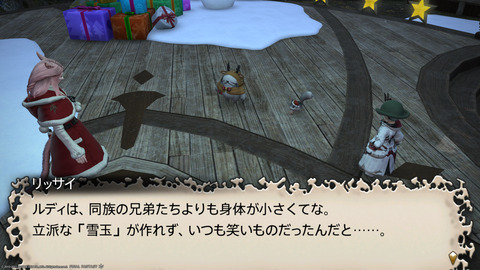 リッサイ
ルディは、同族の兄弟たちよりも身体が小さくてな。
立派な「雪玉」が作れず、いつも笑いものだったんだと……。